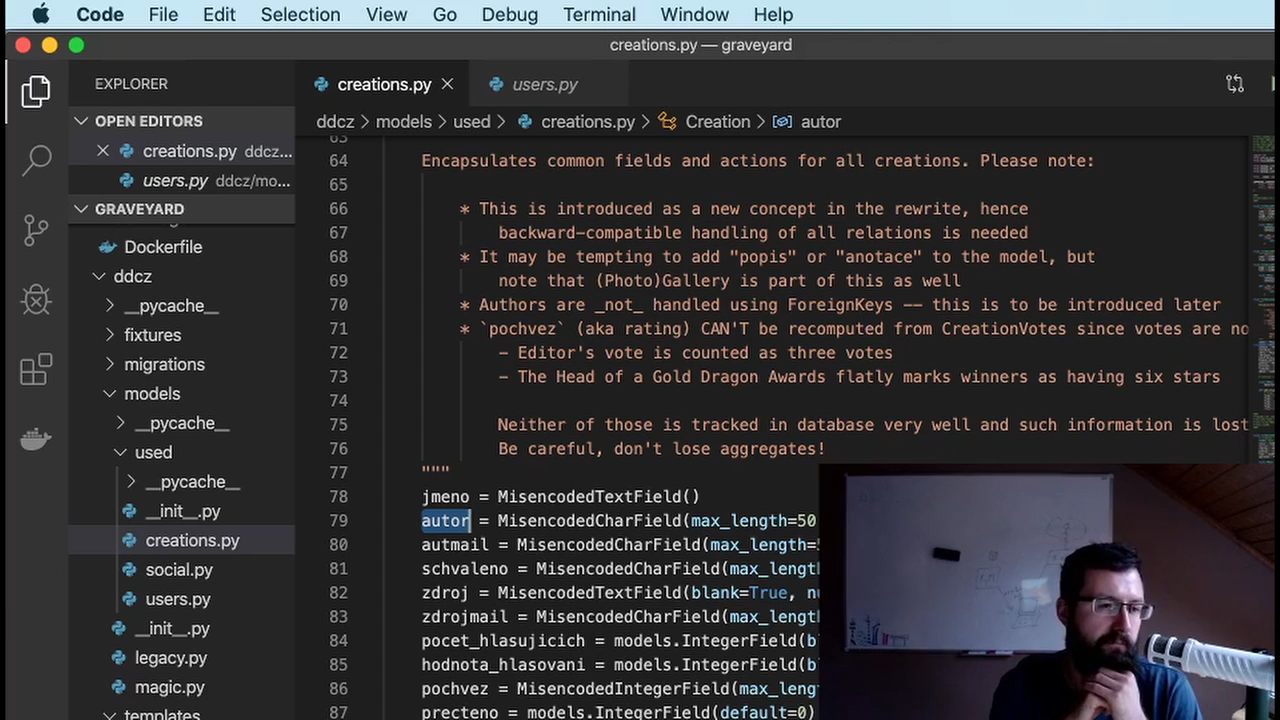 Code File Edit Selection View Go Debug Terminal Window Help
creations.py — graveyard
EXPLORER
OPEN EDITORS
creations.py ddcz...
users.py ddcz/mo...
GRAVEYARD
Dockerfile
ddcz
__pycache__
fixtures
migrations
models
__pycache__
used
__pycache__
__init__.py
creations.py
social.py
users.py
__init__.py
legacy.py
magic.py
templates
creations.py users.py
ddcz > models > used > creations.py > Creation > autor
63
64 Encapsulates common fields and actions for all creations. Please note:
65
66 * This is introduced as a new concept in the rewrite, hence
67 backward-compatible handling of all relations is needed
68 * It may be tempting to add "popis" or "anotace" to the model, but
69 note that (Photo)Gallery is part of this as well
70 * Authors are _not_ handled using ForeignKeys -- this is to be introduced later
71 * `pochvez` (aka rating) CAN'T be recomputed from CreationVotes since votes are no
72 - Editor's vote is counted as three votes
73 - The Head of a Gold Dragon Awards flatly marks winners as having six stars
74
75 Neither of those is tracked in database very well and such information is lost
76 Be careful, don't lose aggregates!
77 """
78 jmeno = MisencodedTextField()
79 autor = MisencodedCharField(max_length=50
80 autmail = MisencodedCharField(max_length=5
81 schvaleno = MisencodedCharField(max_lengt
82 zdroj = MisencodedTextField(blank=True, nu
83 zdrojmail = MisencodedCharField(max_lengt
84 pocet_hlasujicich = models.IntegerField(b
85 hodnota_hlasovani = models.IntegerField(b
86 pochvez = MisencodedIntegerField(max_leng
87 precteno = models.IntegerField(default=0)